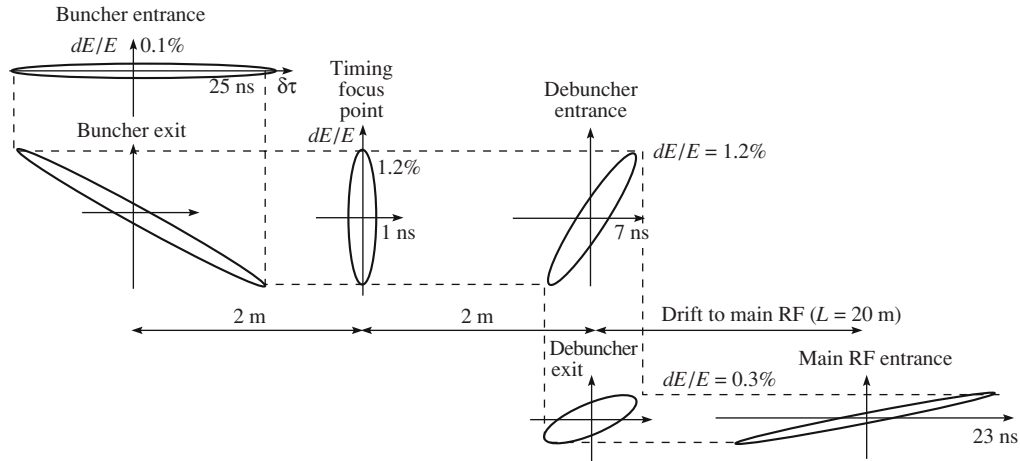 Buncher entrance
dE/E
0.1%
25 ns
δτ
Buncher exit
Timing
focus
point
dE/E
1.2%
1 ns
Debuncher
entrance
dE/E = 1.2%
7 ns
2 m
2 m
Drift to main RF (L = 20 m)
Debuncher
exit
dE/E = 0.3%
Main RF entrance
23 ns